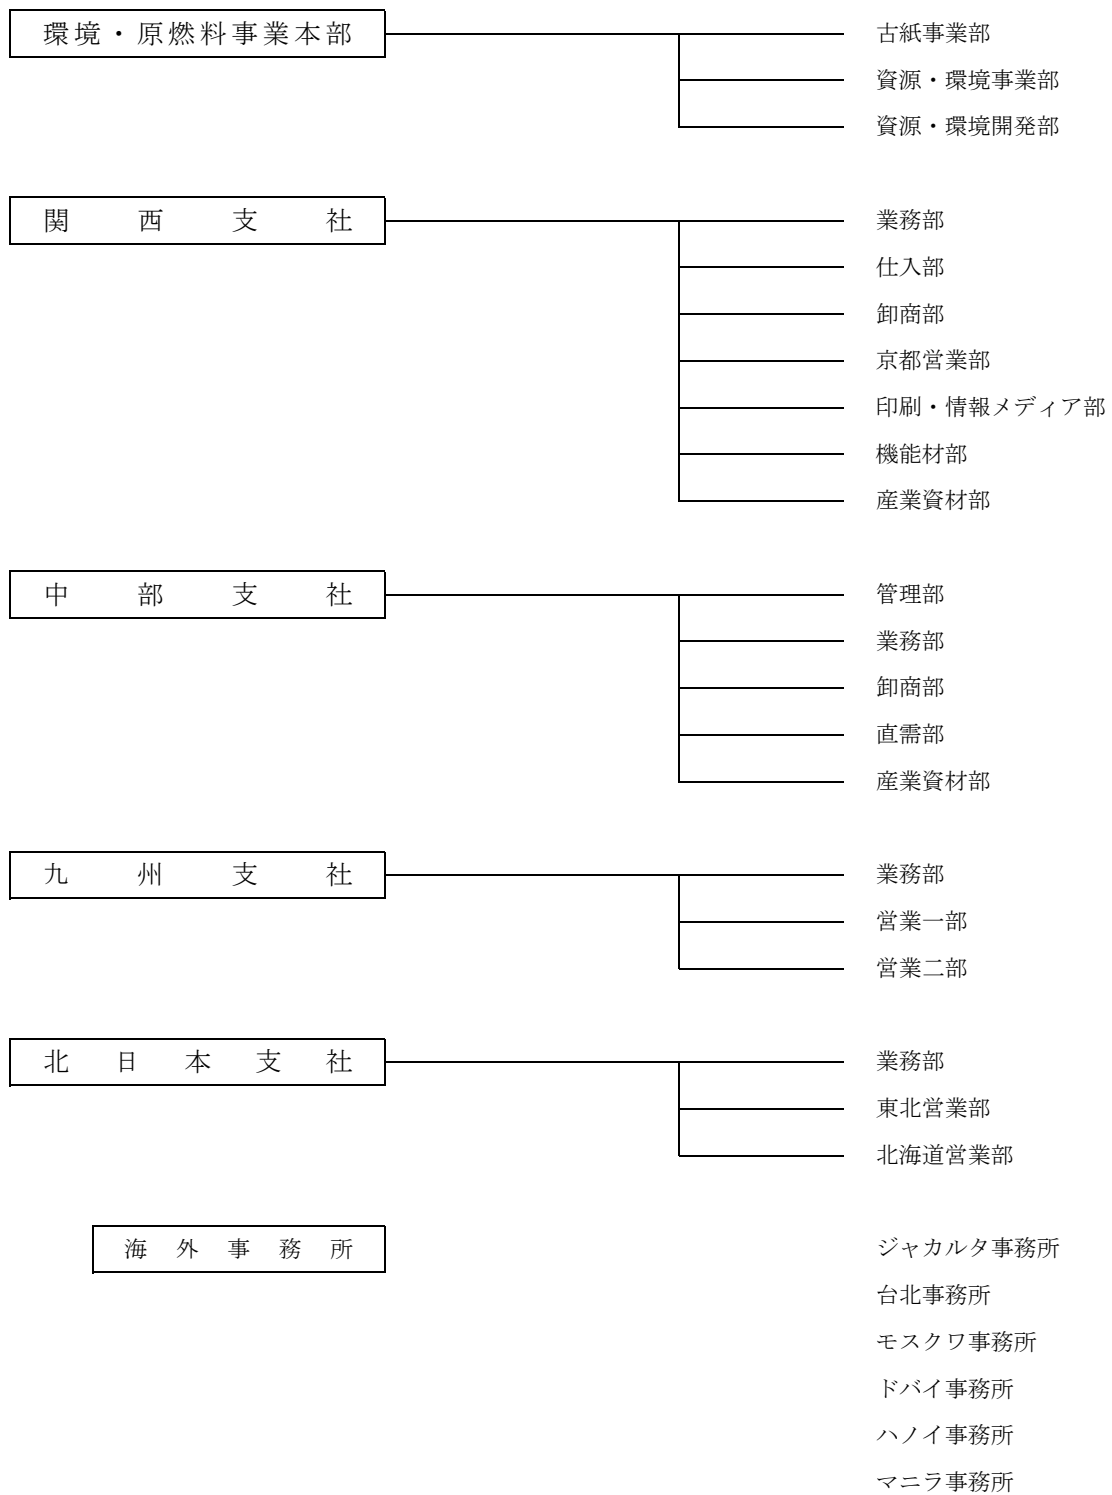 環境・原燃料事業本部 古紙事業部
資源・環境事業部
資源・環境開発部
関西支社 業務部
仕入部
卸商部
京都営業部
印刷・情報メディア部
機能材部
産業資材部
中部支社 管理部
業務部
卸商部
直需部
産業資材部
九州支社 業務部
営業一部
営業二部
北日本支社 業務部
東北営業部
北海道営業部
海外事務所 ジャカルタ事務所
台北事務所
モスクワ事務所
ドバイ事務所
ハノイ事務所
マニラ事務所